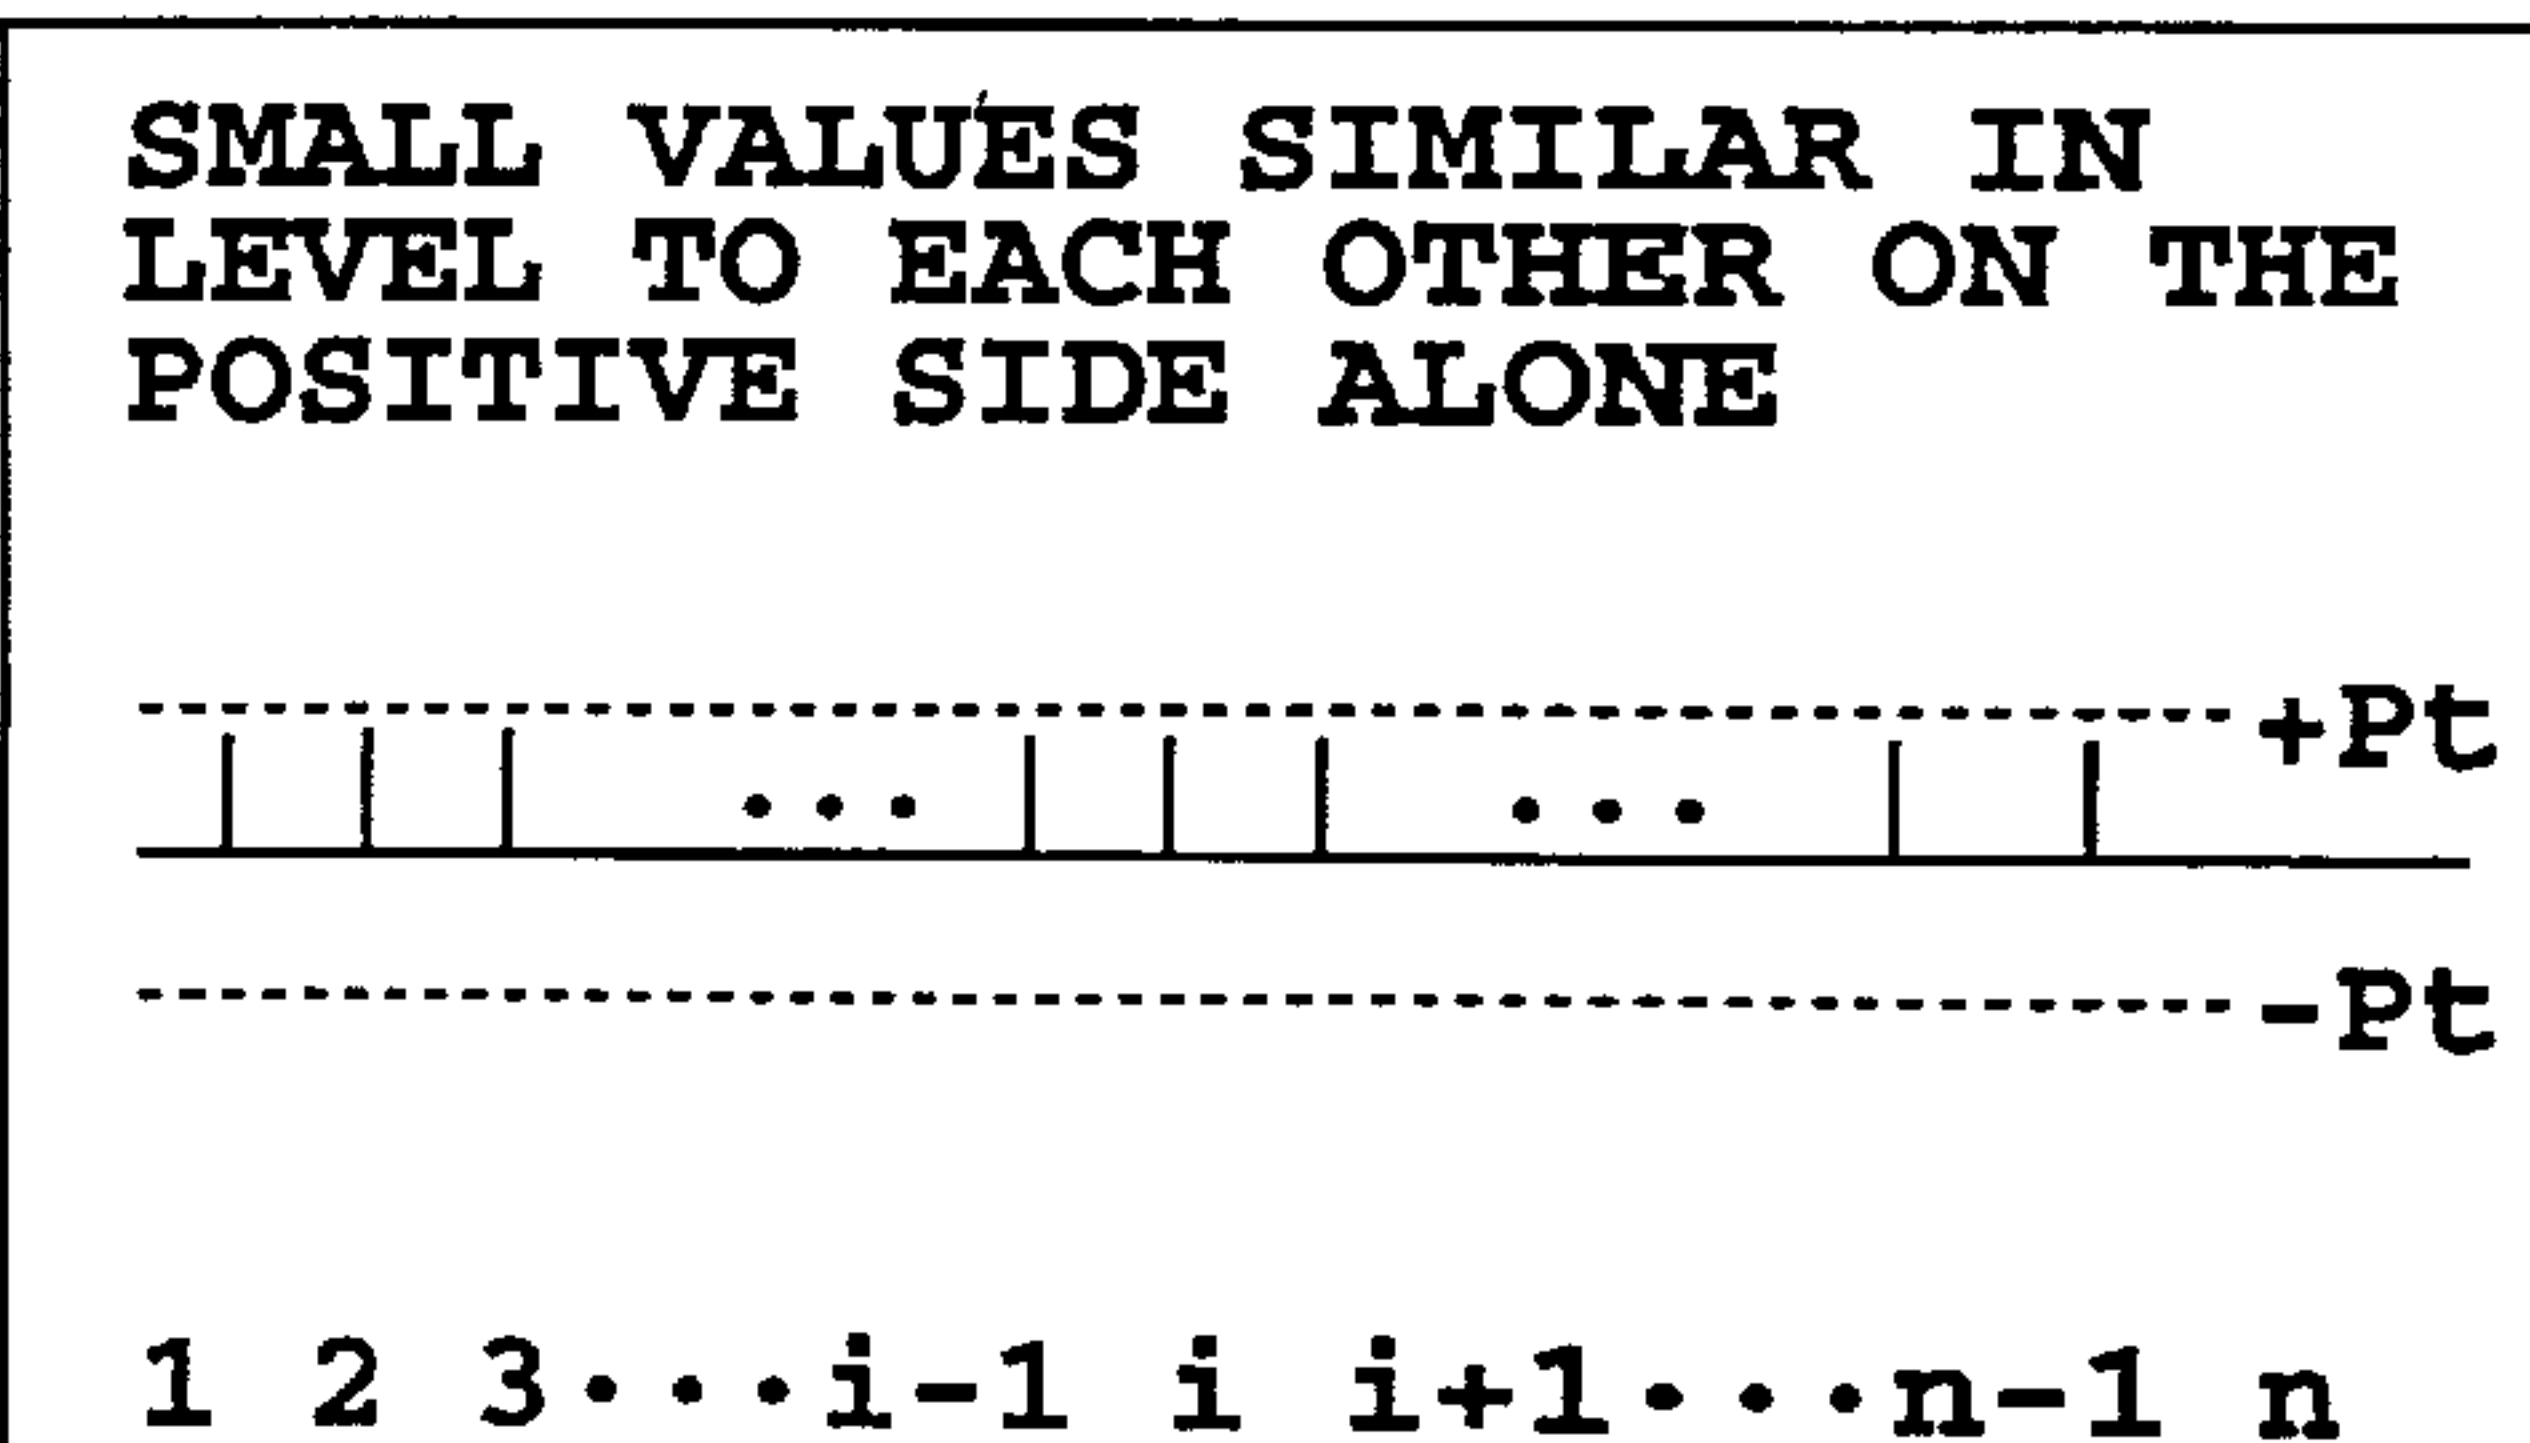 SMALL VALUES SIMILAR IN
LEVEL TO EACH OTHER ON THE
POSITIVE SIDE ALONE
+Pt
...
...
-Pt
1 2 3...i-1 i i+1...n-1 n